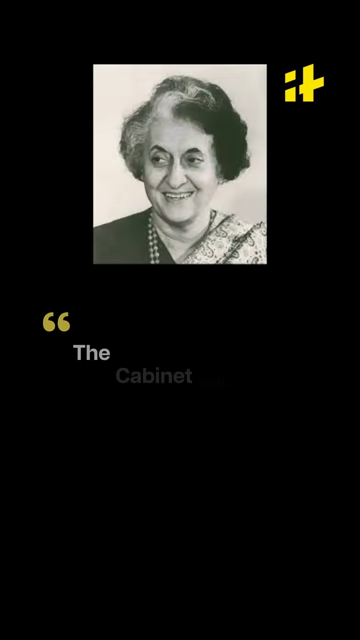 “
The
Cabinet